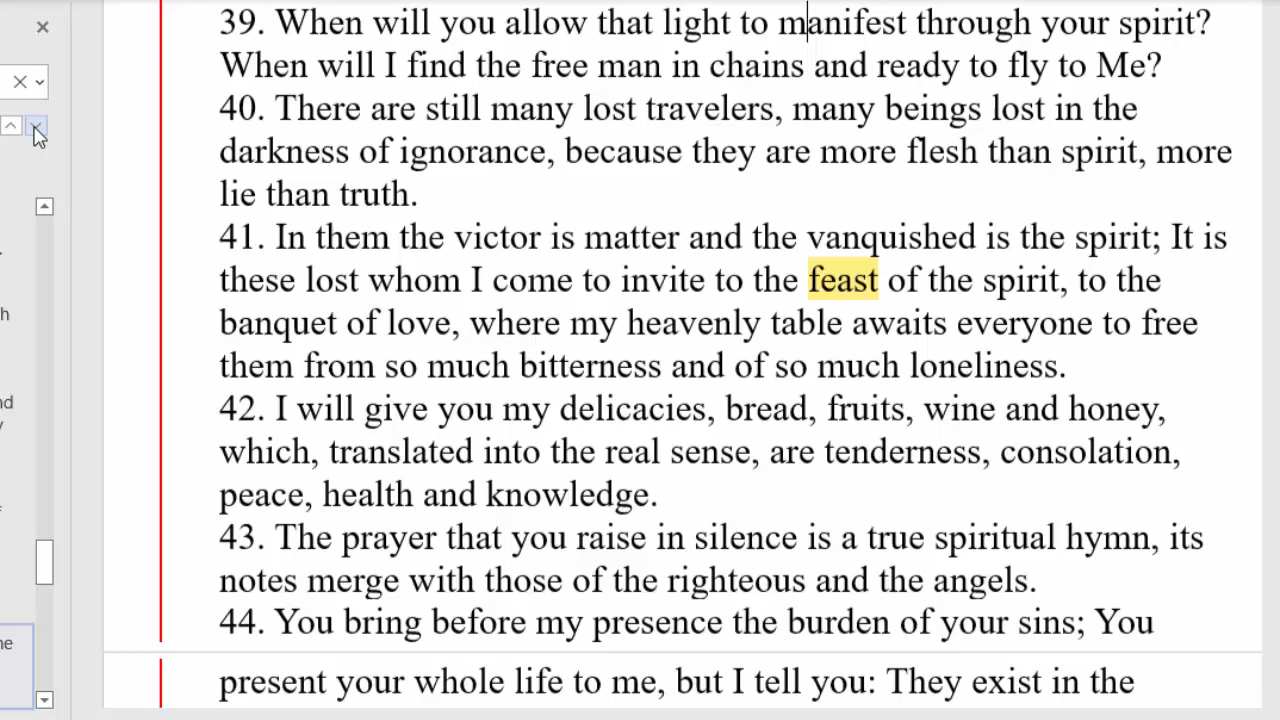 39. When will you allow that light to manifest through your spirit?
When will I find the free man in chains and ready to fly to Me?
40. There are still many lost travelers, many beings lost in the
darkness of ignorance, because they are more flesh than spirit, more
lie than truth.
41. In them the victor is matter and the vanquished is the spirit; It is
these lost whom I come to invite to the feast of the spirit, to the
banquet of love, where my heavenly table awaits everyone to free
them from so much bitterness and of so much loneliness.
42. I will give you my delicacies, bread, fruits, wine and honey,
which, translated into the real sense, are tenderness, consolation,
peace, health and knowledge.
43. The prayer that you raise in silence is a true spiritual hymn, its
notes merge with those of the righteous and the angels.
44. You bring before my presence the burden of your sins; You
present your whole life to me, but I tell you: They exist in the